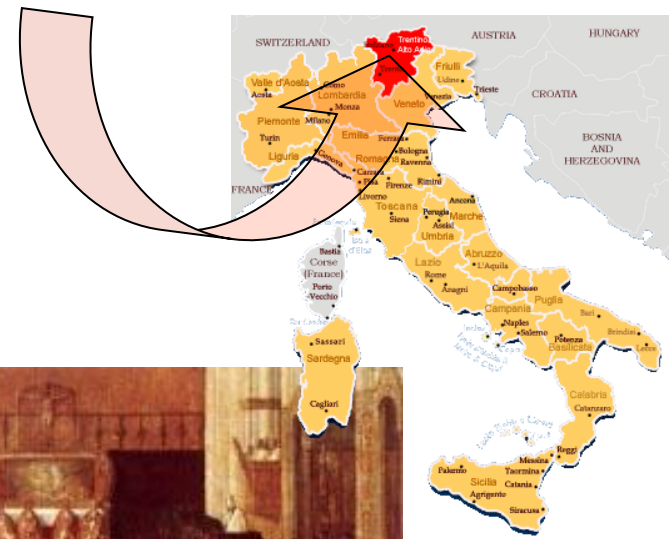 SWITZERLAND
AUSTRIA
HUNGARY
Trentino
Alto Adige
Trento
Friuli
Udine
Trieste
Valle d'Aosta
Aosta
Como
Lombardia
Monza
Milano
Veneto
Venezia
CROATIA
Piemonte
Turin
Emilia
Ferrara
Liguria
Genova
Romagna
Bologna
Ravenna
BOSNIA
AND
HERZEGOVINA
Carrara
Pisa
Firenze
Rimini
FRANCE
Livorno
Toscana
Siena
Ancona
Perugia
Marche
Assisi
Umbria
Bastia
Corse
(France)
Porto
-Vecchio
Lazio
Rome
Anagni
Abruzzo
L'Aquila
Campobasso
Puglia
Campania
Naples
Salerno
Bari
Brindisi
Potenza
Basilicata
Lecce
Sassari
Sardegna
Cagliari
Calabria
Catanzaro
Reggi
Messina
Palermo
Taormina
Sicilia
Catania
Agrigento
Siracusa